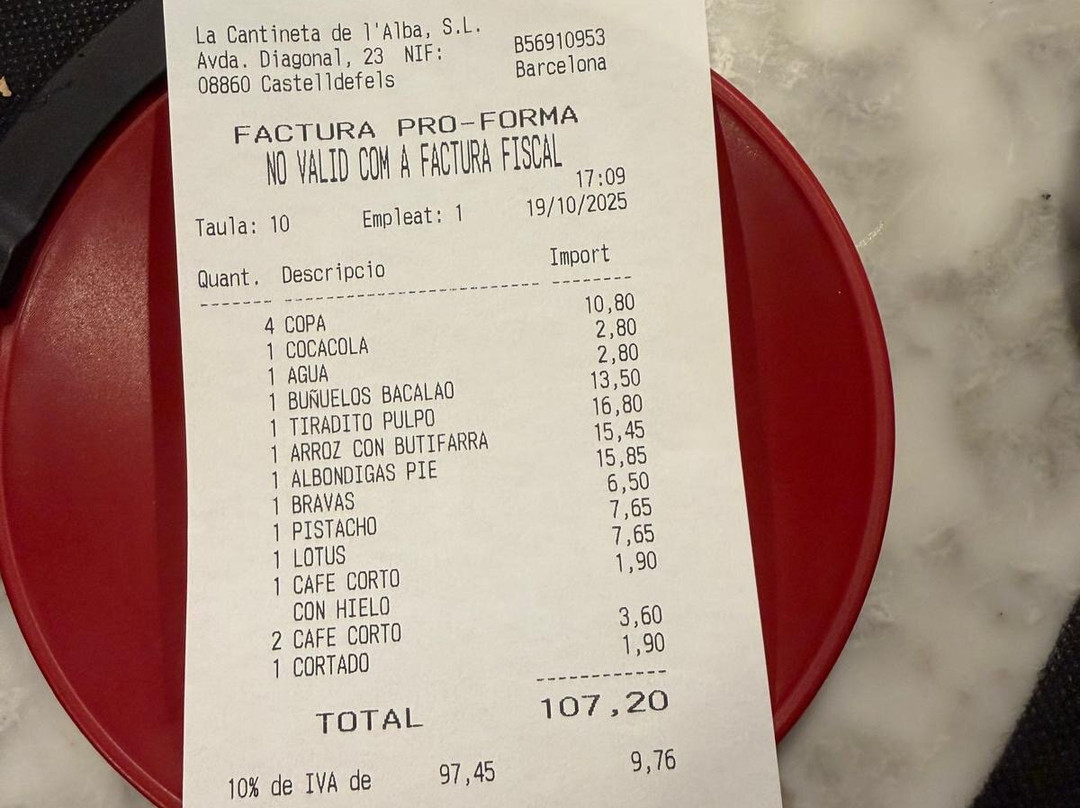 La Cantineta de l'Alba, S.L.
Avda. Diagonal, 23 NIF: B56910953
08860 Castelldefels Barcelona
FACTURA PRO-FORMA
NO VALID COM A FACTURA FISCAL
17:09
Taula: 10 Empleat: 1 19/10/2025
Quant. Descripcio Import
4 COPA 10,80
1 COCACOLA 2,80
1 AGUA 2,80
1 BUÑUELOS BACALAO 13,50
1 TIRADITO PULPO 16,80
1 ARROZ CON BUTIFARRA 15,45
1 ALBONDIGAS PIE 15,85
1 BRAVAS 6,50
1 PISTACHO 7,65
1 LOTUS 7,65
1 CAFE CORTO 1,90
CON HIELO
2 CAFE CORTO 3,60
1 CORTADO 1,90
TOTAL 107,20
10% de IVA de 97,45 9,76